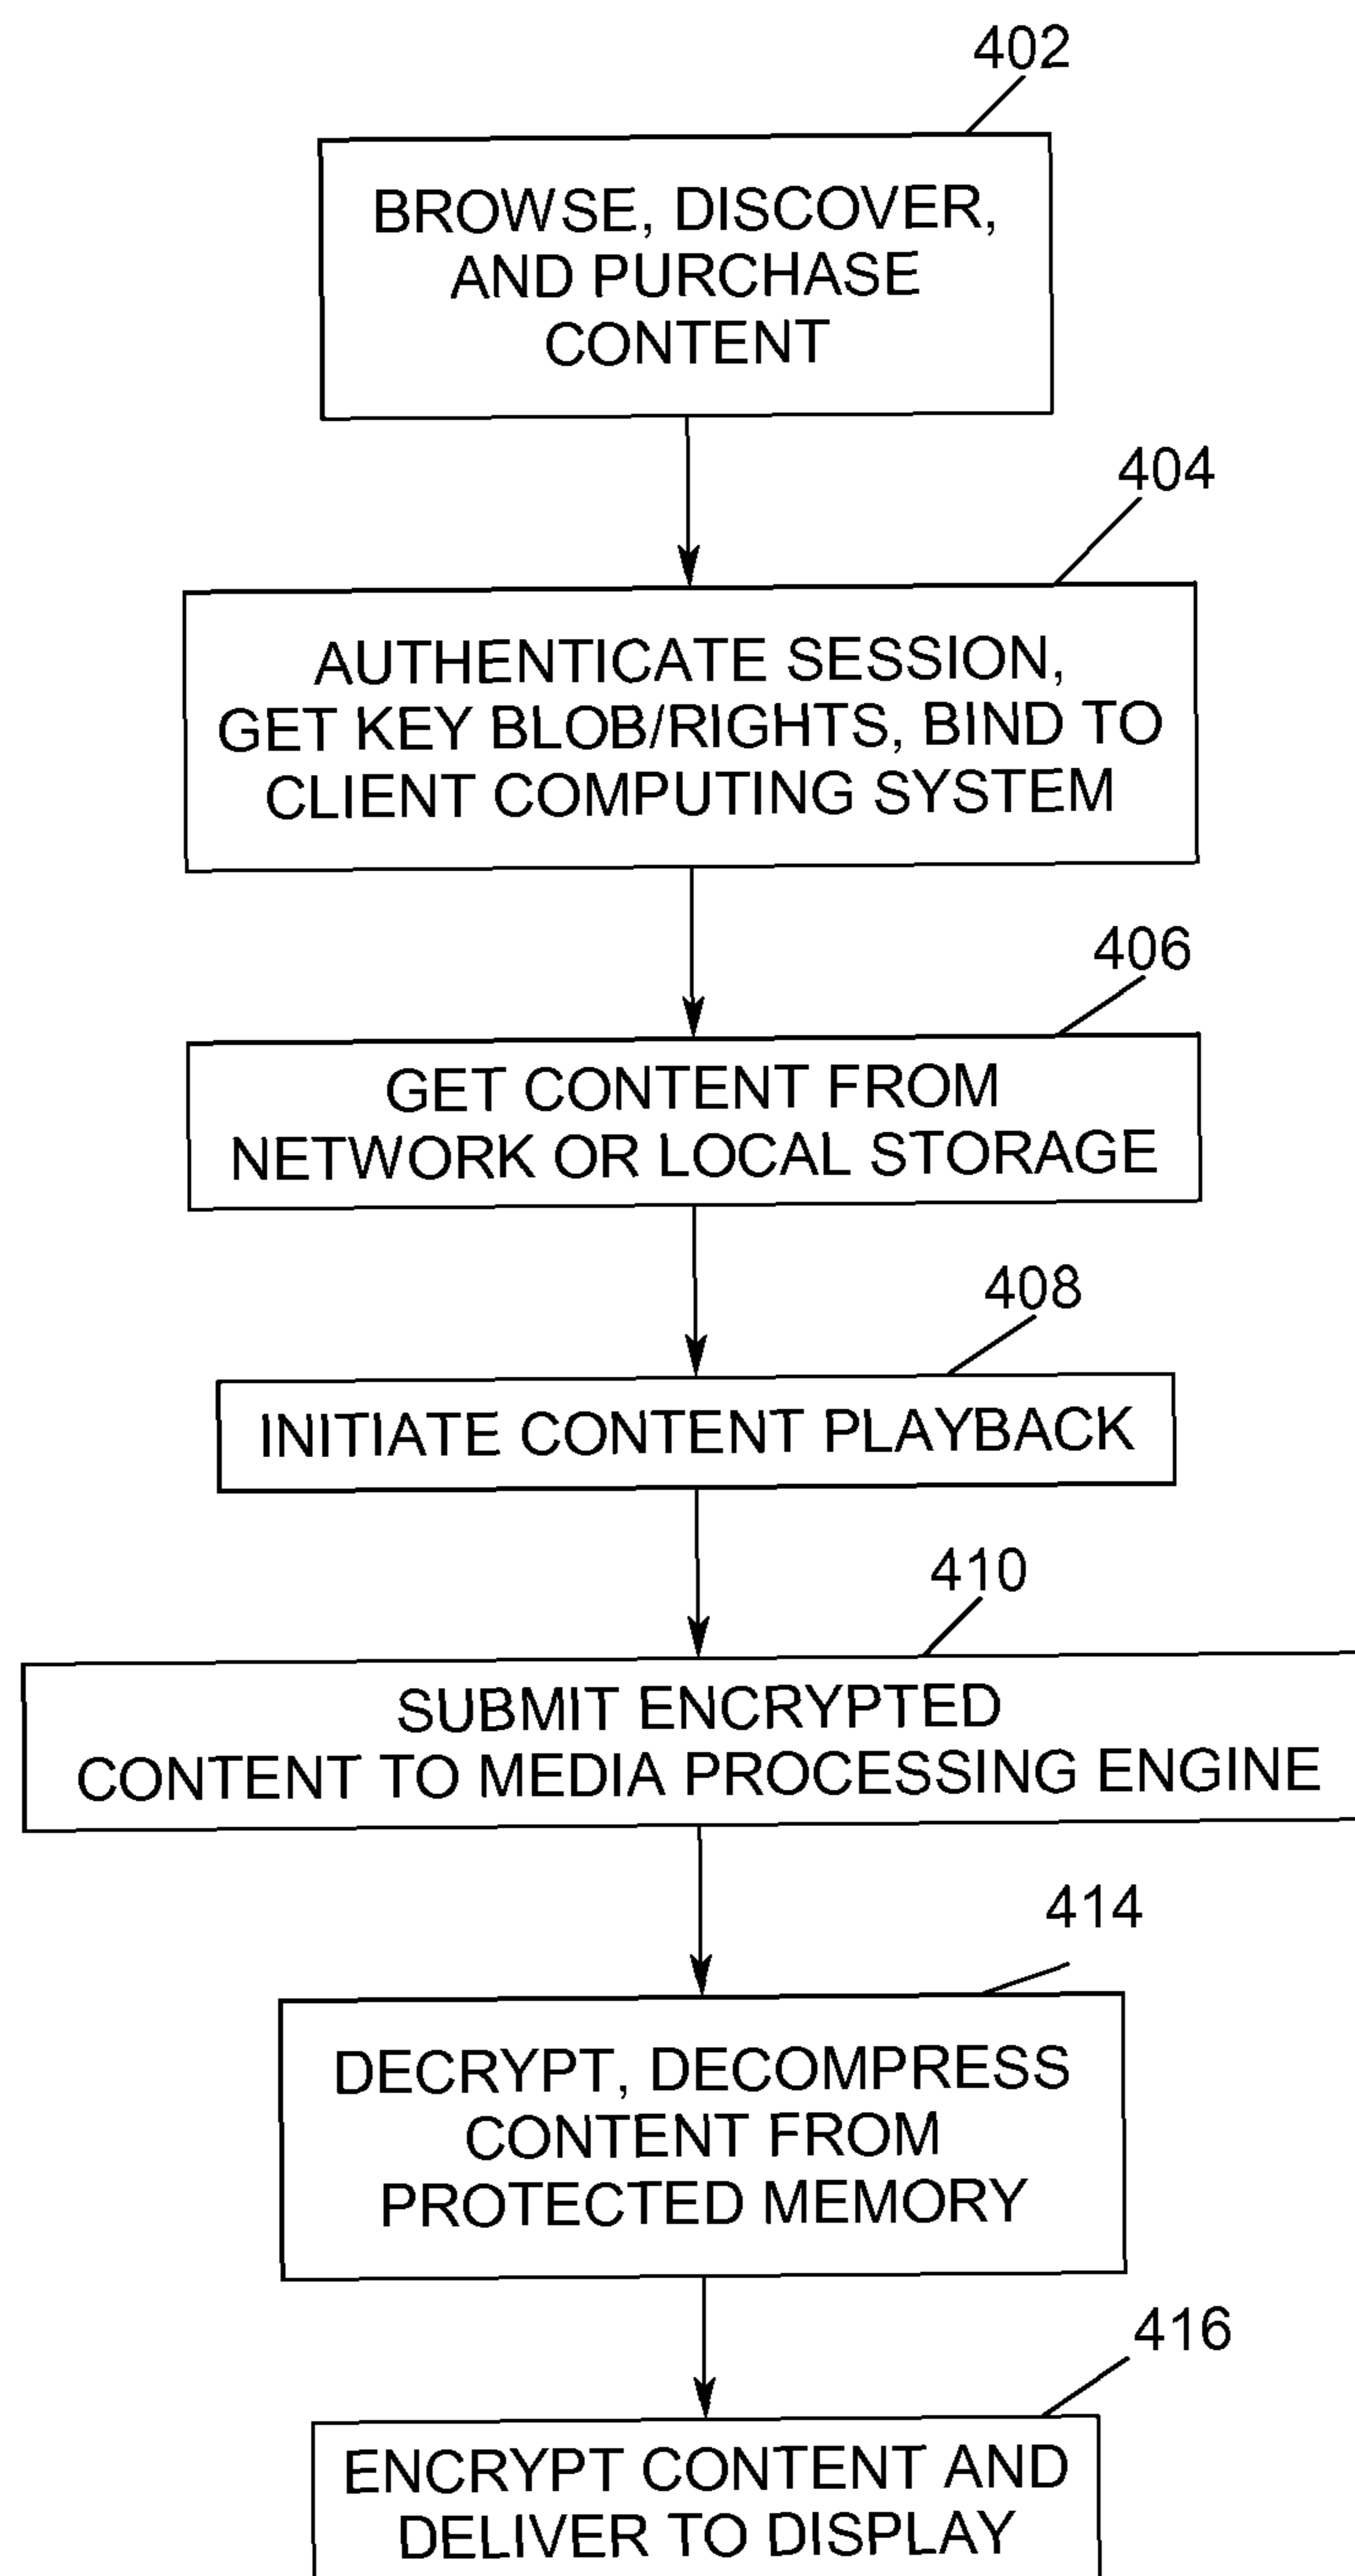 402
BROWSE, DISCOVER,
AND PURCHASE
CONTENT
404
AUTHENTICATE SESSION,
GET KEY BLOB/RIGHTS, BIND TO
CLIENT COMPUTING SYSTEM
406
GET CONTENT FROM
NETWORK OR LOCAL STORAGE
408
INITIATE CONTENT PLAYBACK
410
SUBMIT ENCRYPTED
CONTENT TO MEDIA PROCESSING ENGINE
414
DECRYPT, DECOMPRESS
CONTENT FROM
PROTECTED MEMORY
416
ENCRYPT CONTENT AND
DELIVER TO DISPLAY